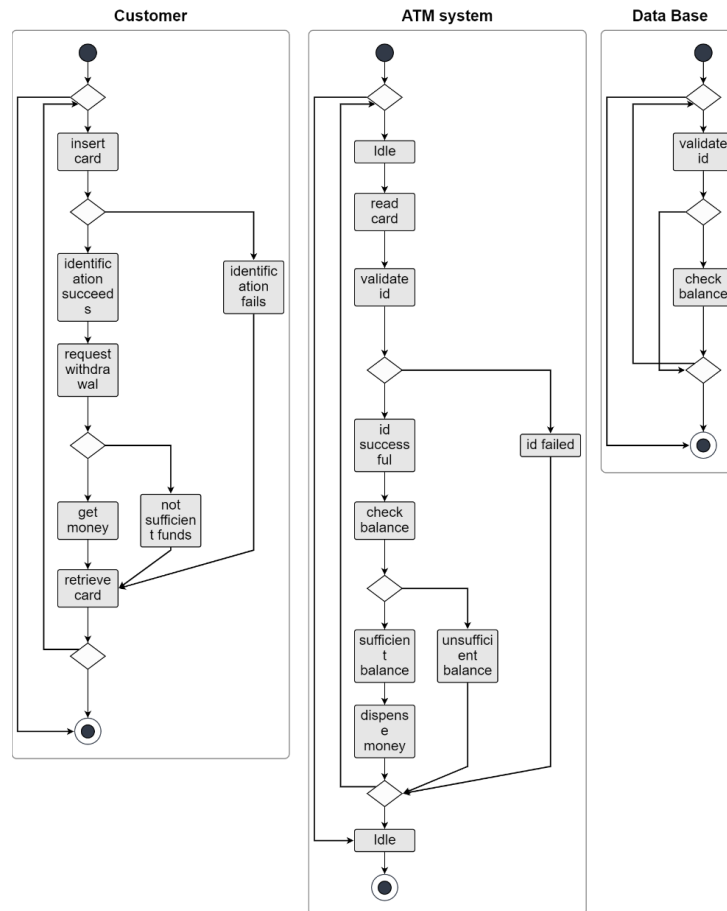 Customer
insert
card
identific
ation
succeed
s
identific
ation
fails
request
withdra
wal
get
money
not
sufficien
t funds
retrieve
card
ATM system
Idle
read
card
validate
id
id
success
ful
id failed
check
balance
sufficien
t
balance
unsuffici
ent
balance
dispens
e
money
Idle
Data Base
validate
id
check
balance